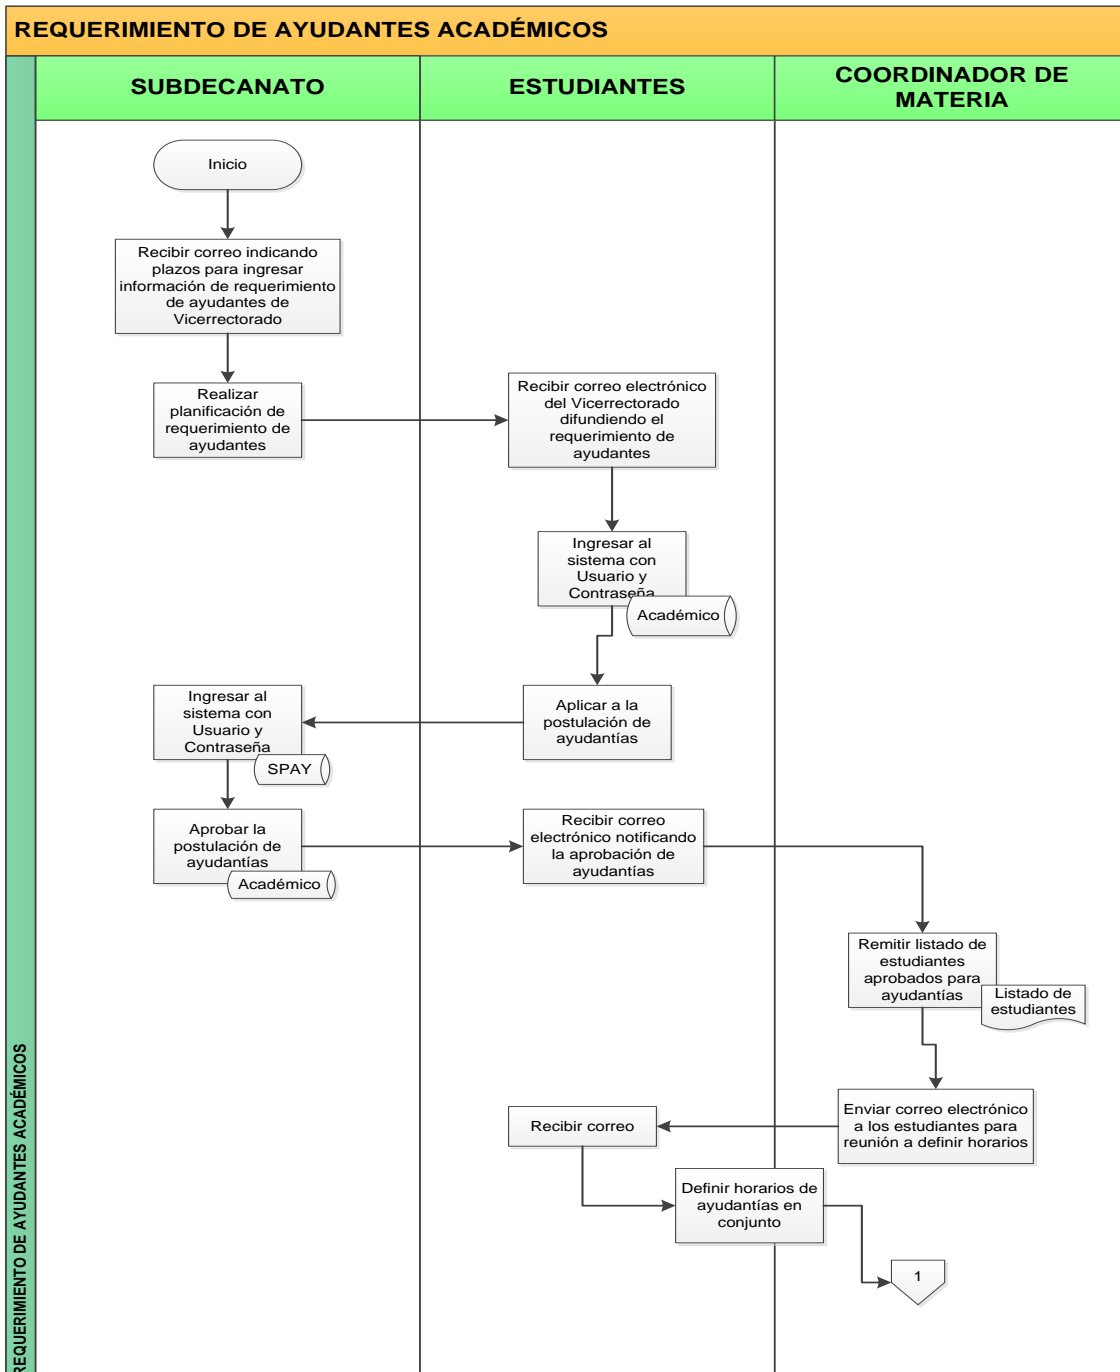 REQUERIMIENTO DE AYUDANTES ACADÉMICOS
SUBDECANATO
ESTUDIANTES
COORDINADOR DE
MATERIA
Inicio
Recibir correo indicando
plazos para ingresar
información de requerimiento
de ayudantes de
Vicerrectorado
Realizar
planificación de
requerimiento de
ayudantes
Recibir correo electrónico
del Vicerrectorado
difundiendo el
requerimiento de
ayudantes
Ingresar al
sistema con
Usuario y
Contraseña
Académico
Aplicar a la
postulación de
ayudantías
Ingresar al
sistema con
Usuario y
Contraseña
SPAY
Aprobar la
postulación de
ayudantías
Académico
Recibir correo
electrónico notificando
la aprobación de
ayudantías
Remitir listado de
estudiantes
aprobados para
ayudantías
Listado de
estudiantes
Enviar correo electrónico
a los estudiantes para
reunión a definir horarios
Recibir correo
Definir horarios de
ayudantías en
conjunto
1
REQUERIMIENTO DE AYUDANTES ACADÉMICOS